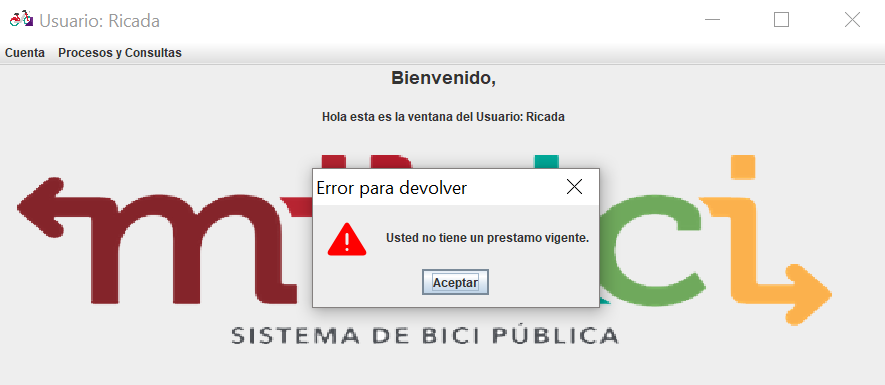 Usuario: Ricada
Cuenta Procesos y Consultas
Bienvenido,
Hola esta es la ventana del Usuario: Ricada
Error para devolver
Usted no tiene un prestamo vigente.
Aceptar
SISTEMA DE BICI PÚBLICA